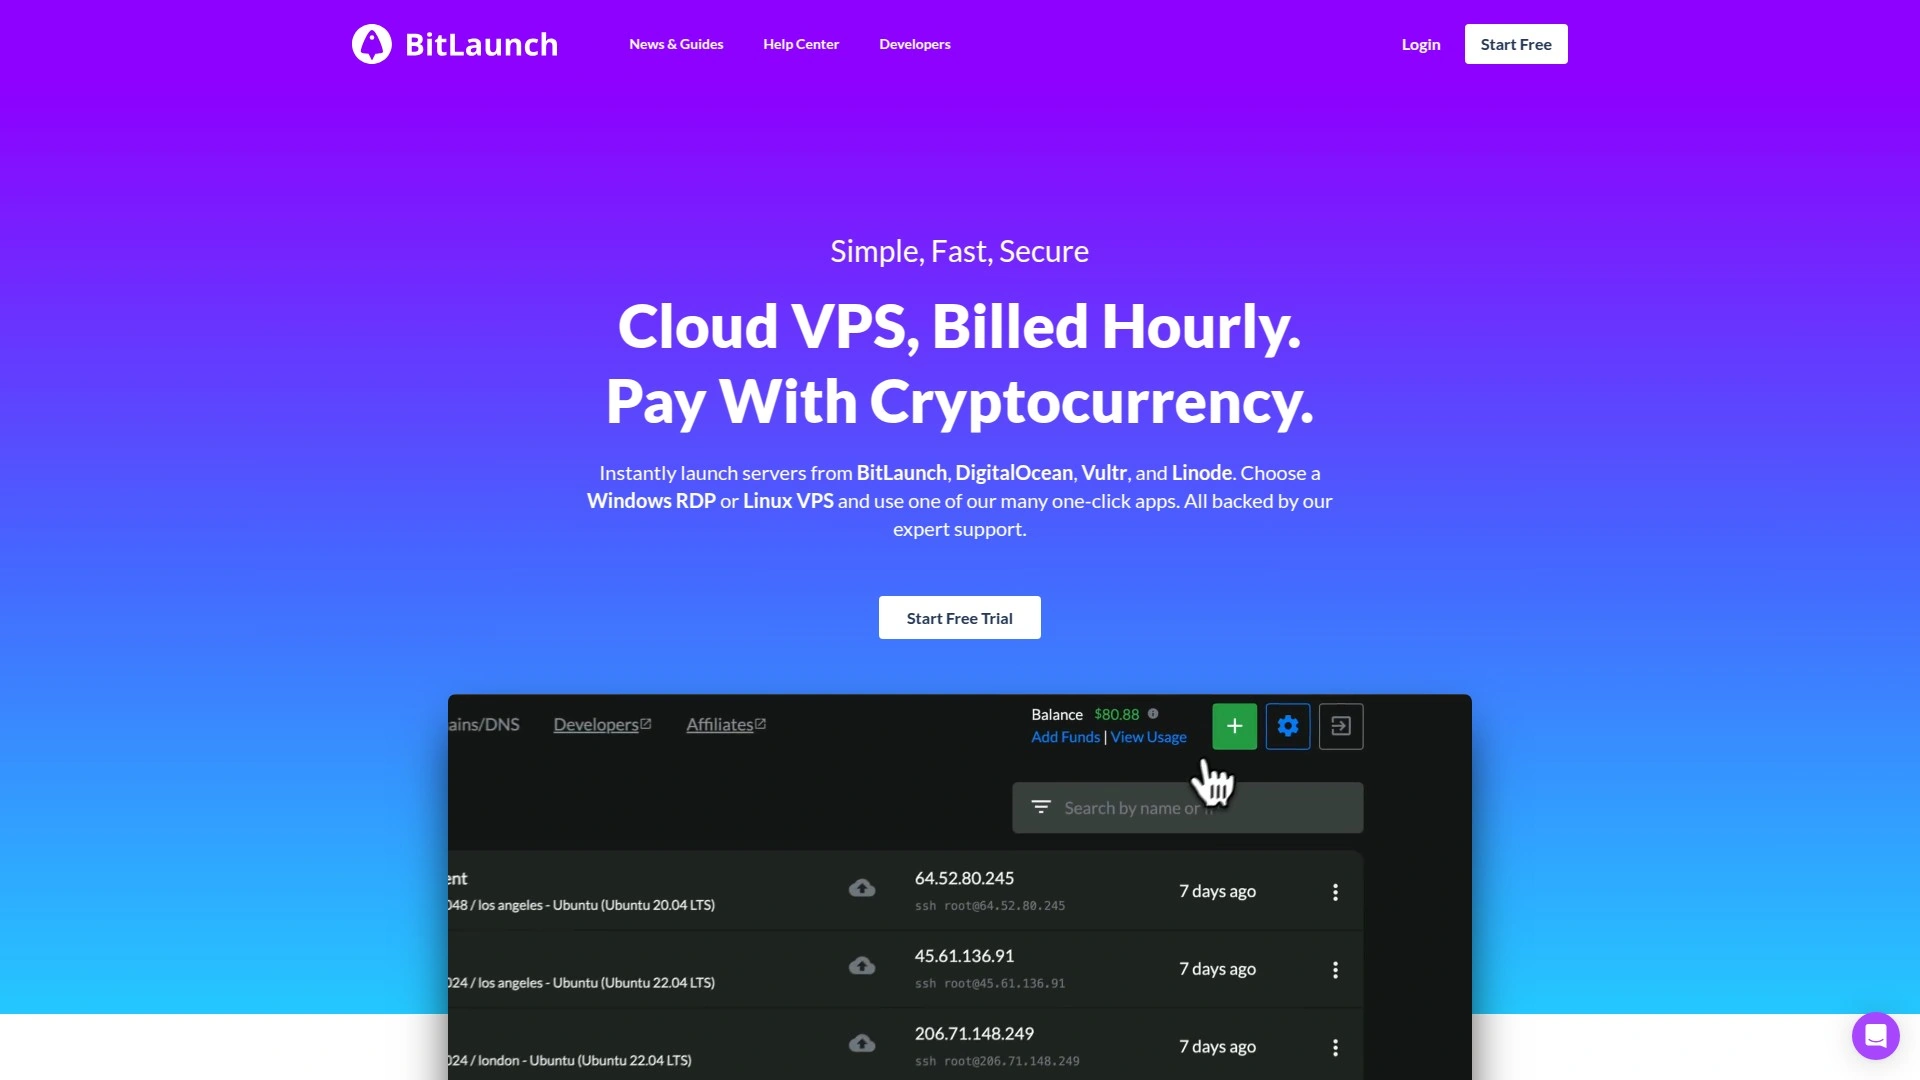 BitLaunch
News & Guides
Help Center
Developers
Login
Start Free
Simple, Fast, Secure
Cloud VPS, Billed Hourly.
Pay With Cryptocurrency.
Instantly launch servers from BitLaunch, DigitalOcean, Vultr, and Linode. Choose a
Windows RDP or Linux VPS and use one of our many one-click apps. All backed by our
expert support.
Start Free Trial
ains/DNS
Developers
Affiliates
Balance $80.88
Add Funds | View Usage
Search by name or
ent
048 / los angeles - Ubuntu (Ubuntu 20.04 LTS)
64.52.80.245
ssh root@64.52.80.245
7 days ago
024 / los angeles - Ubuntu (Ubuntu 22.04 LTS)
45.61.136.91
ssh root@45.61.136.91
7 days ago
024 / london - Ubuntu (Ubuntu 22.04 LTS)
206.71.148.249
ssh root@206.71.148.249
7 days ago